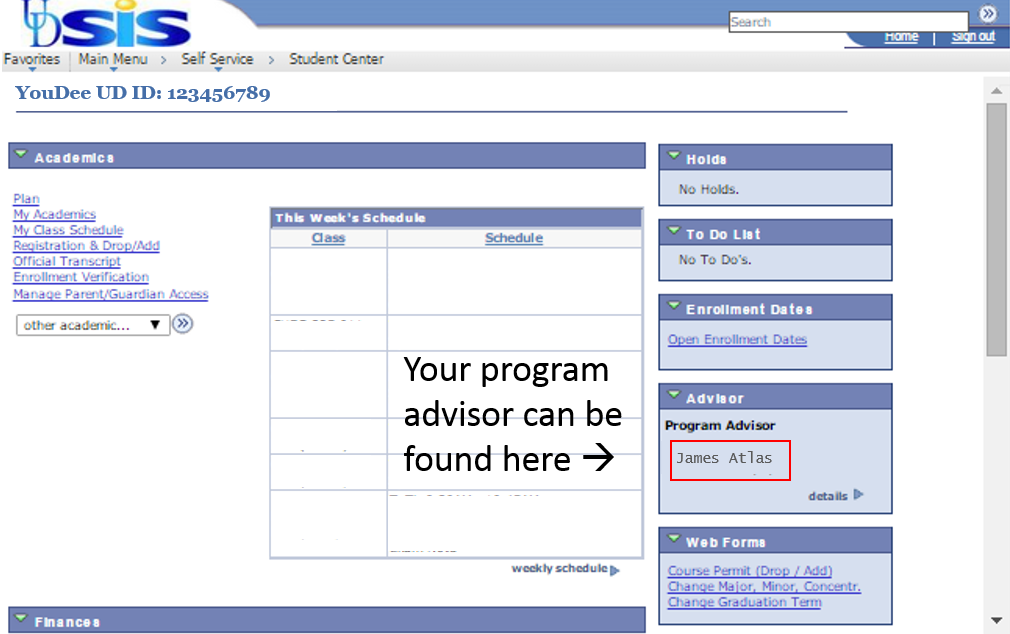 UDSIS
Search
Home | Sign out
Favorites Main Menu > Self Service > Student Center
YouDee UD ID: 123456789
Academics
Plan
My Academics
My Class Schedule
Registration & Drop/Add
Official Transcript
Enrollment Verification
Manage Parent/Guardian Access
other academic...
This Week's Schedule
Class Schedule
Your program
advisor can be
found here →
weekly schedule
Finances
Holds
No Holds.
To Do List
No To Do's.
Enrollment Dates
Open Enrollment Dates
Advisor
Program Advisor
James Atlas
details
Web Forms
Course Permit (Drop / Add)
Change Major, Minor, Concentr.
Change Graduation Term